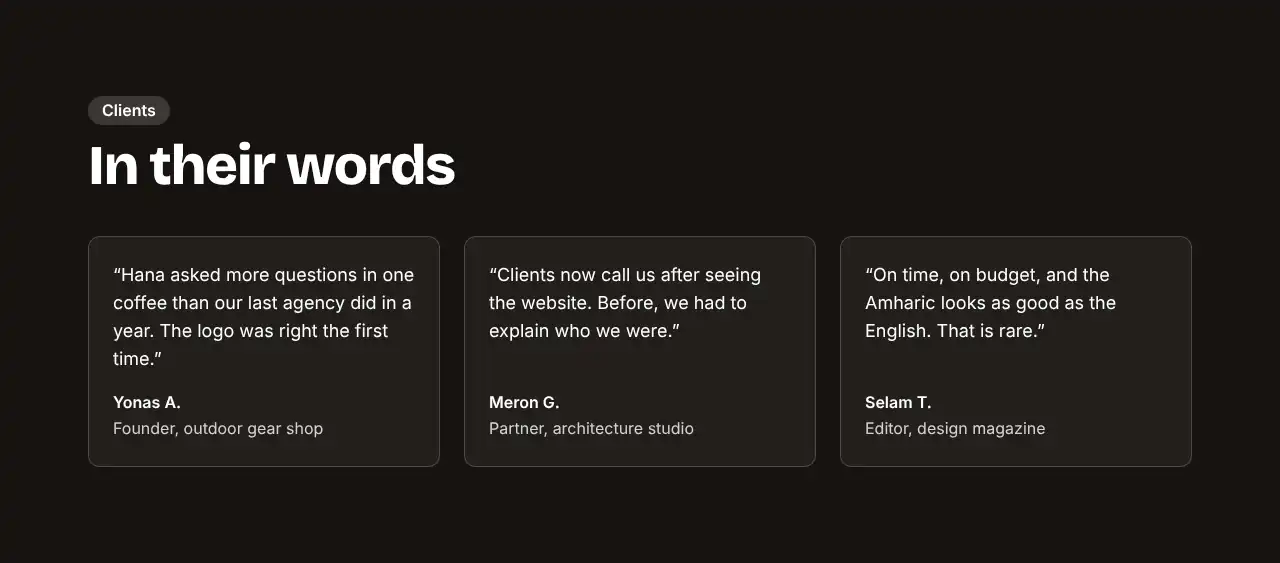 Clients
In their words
“Hana asked more questions in one
coffee than our last agency did in a
year. The logo was right the first
time.”
Yonas A.
Founder, outdoor gear shop
“Clients now call us after seeing
the website. Before, we had to
explain who we were.”
Meron G.
Partner, architecture studio
“On time, on budget, and the
Amharic looks as good as the
English. That is rare.”
Selam T.
Editor, design magazine